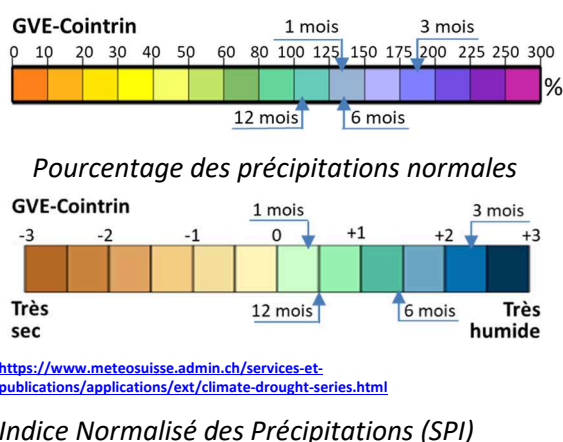 GVE-Cointrin
1 mois 3 mois
0 10 20 30 40 50 60 80 100 125 150 175 200 225 250 300
%
12 mois 6 mois
Pourcentage des précipitations normales
GVE-Cointrin
1 mois 3 mois
-3 -2 -1 0 +1 +2 +3
12 mois 6 mois
Très sec
Très humide
https://www.meteosuisse.admin.ch/services-et-
publications/applications/ext/climate-drought-series.html
Indice Normalisé des Précipitations (SPI)